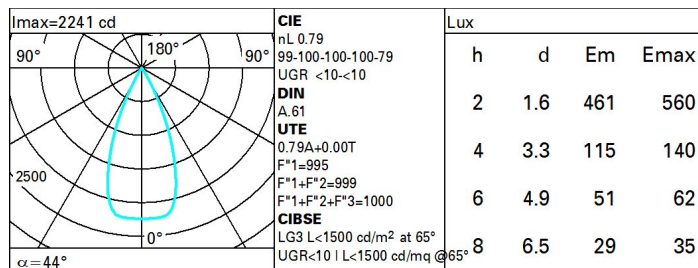 Imax=2241 cd
90°
180°
90°
2500
0°
α=44°
CIE
nL 0.79
99-100-100-100-79
UGR <10-<10
DIN
A.61
UTE
0.79A+0.00T
F"1=995
F"1+F"2=999
F"1+F"2+F"3=1000
CIBSE
LG3 L<1500 cd/m² at 65°
UGR<10 | L<1500 cd/mq @65°
Lux
h d Em Emax
2 1.6 461 560
4 3.3 115 140
6 4.9 51 62
8 6.5 29 35